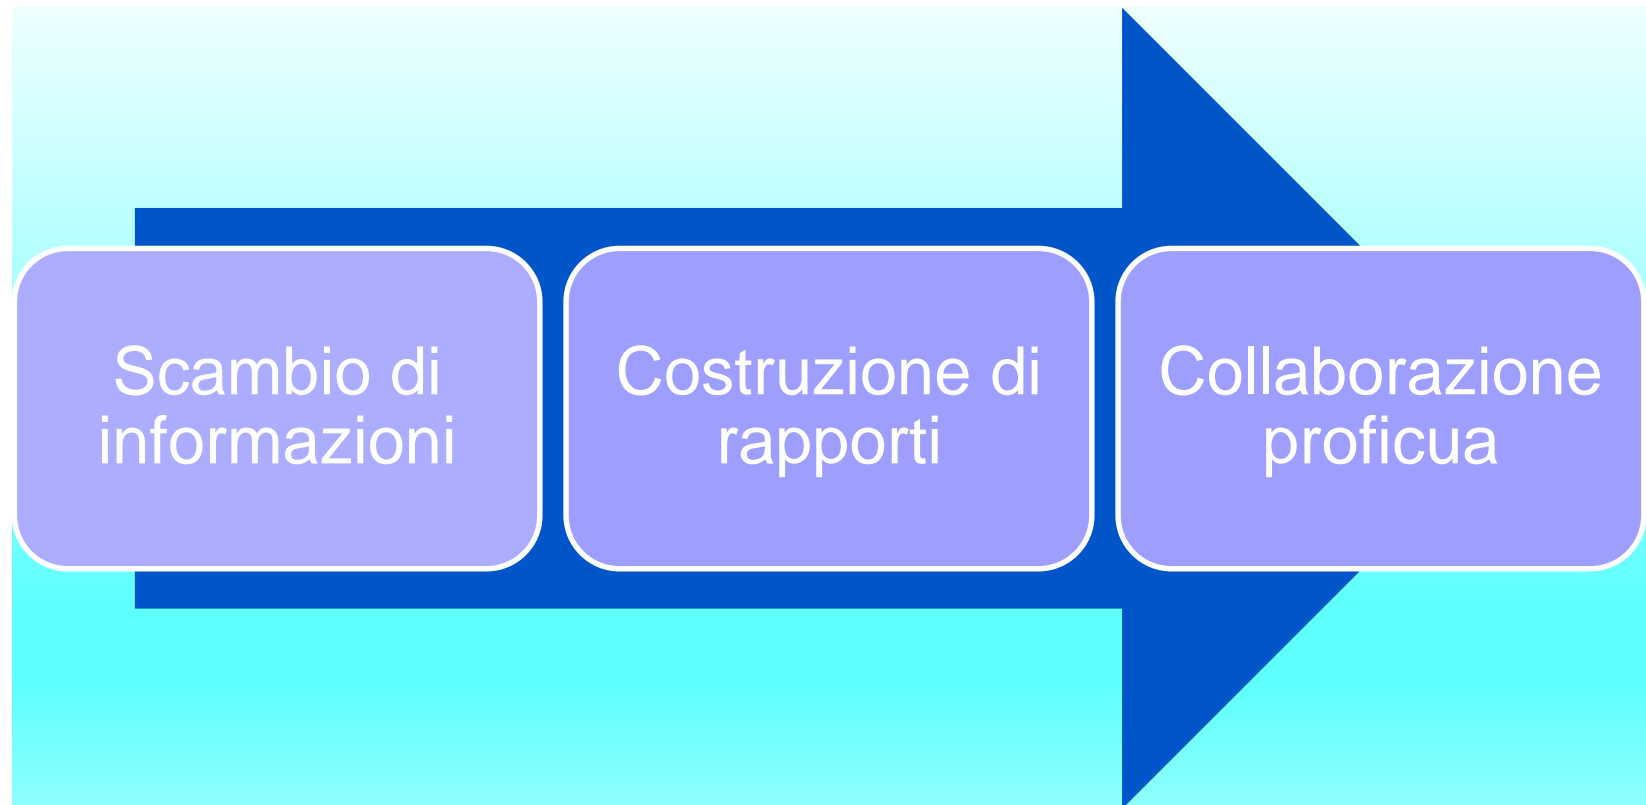 Scambio di
informazioni
Costruzione di
rapporti
Collaborazione
proficua